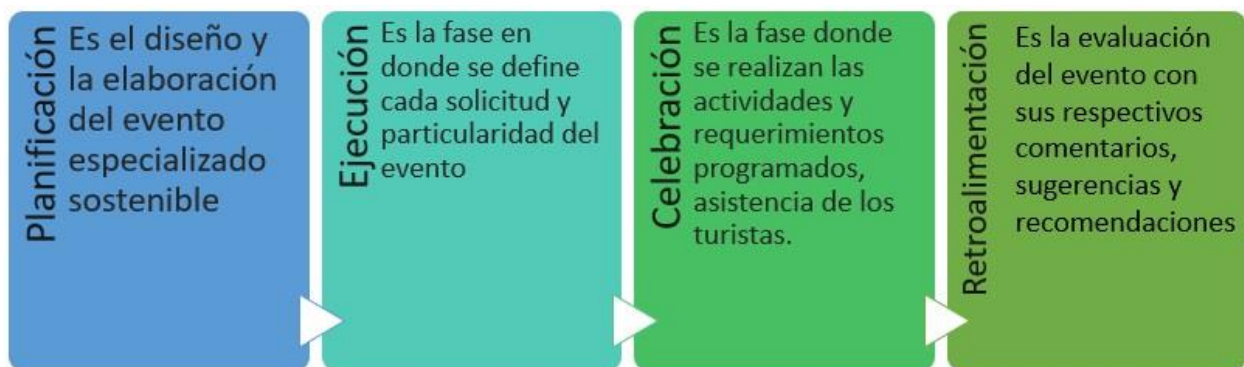 Planificación
Es el diseño y
la elaboración
del evento
especializado
sostenible
Ejecución
Es la fase en
donde se define
cada solicitud y
particularidad del
evento
Celebración
Es la fase donde
se realizan las
actividades y
requerimientos
programados,
asistencia de los
turistas.
Retroalimentación
Es la evaluación
del evento con
sus respectivos
comentarios,
sugerencias y
recomendaciones